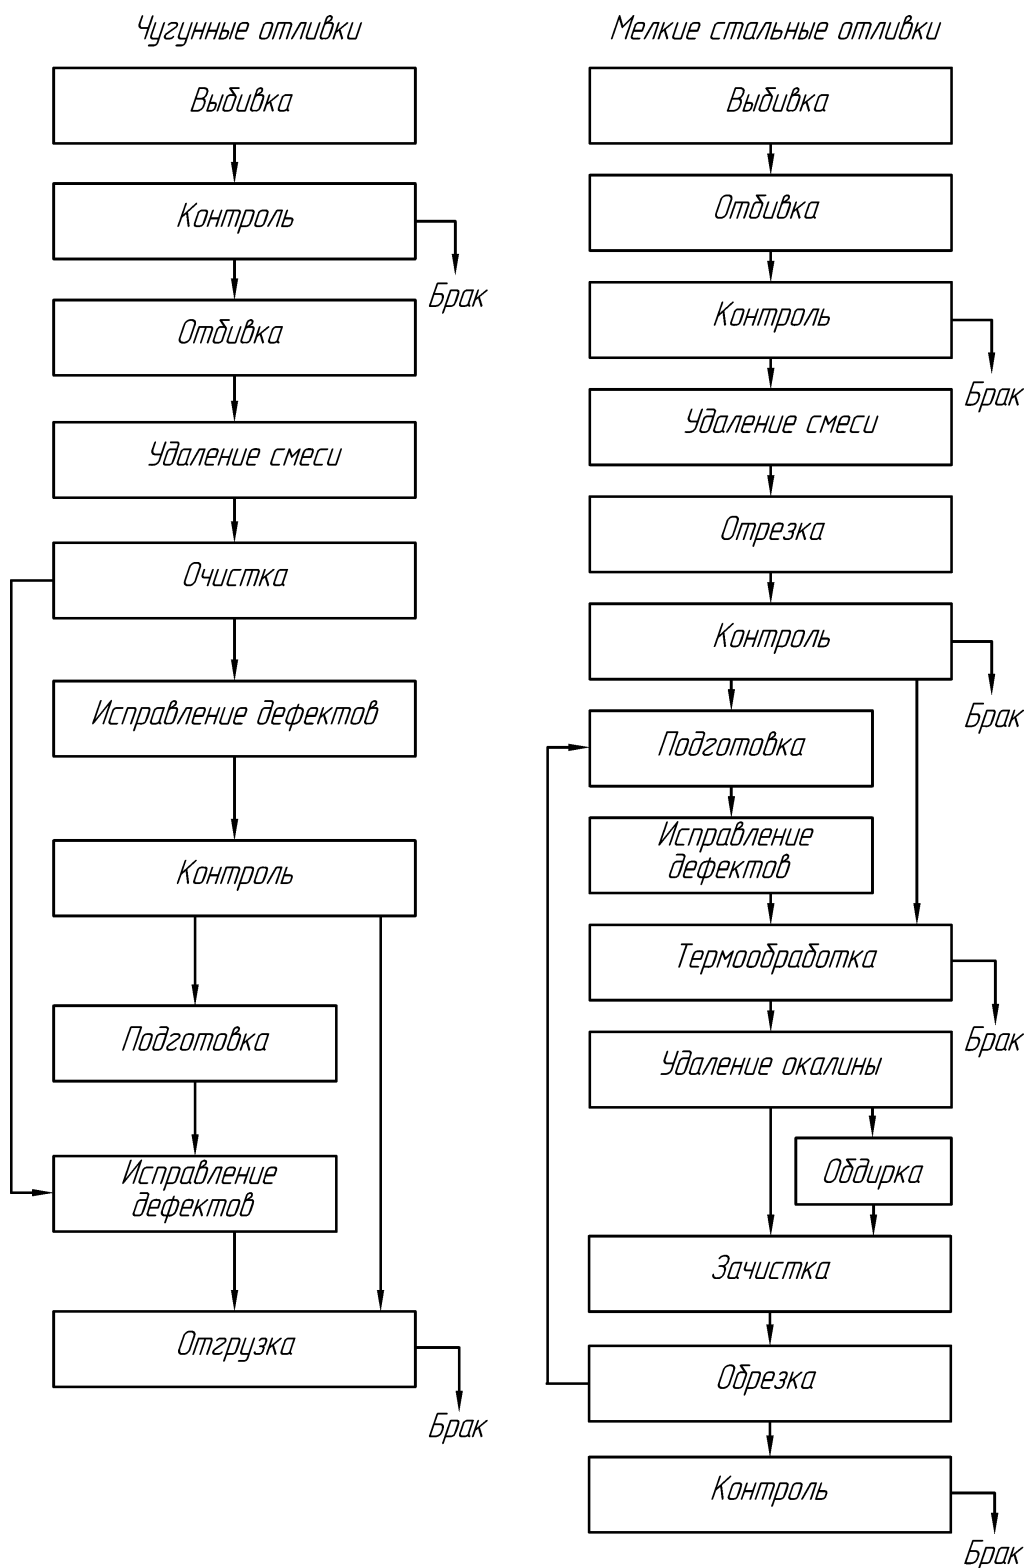 Чугунные отливки
Выбивка
Контроль
Брак
Отбивка
Удаление смеси
Очистка
Исправление дефектов
Контроль
Подготовка
Исправление
дефектов
Отгрузка
Брак
Мелкие стальные отливки
Выбивка
Отбивка
Контроль
Брак
Удаление смеси
Отрезка
Контроль
Брак
Подготовка
Исправление
дефектов
Термообработка
Брак
Удаление окалины
Обдирка
Зачистка
Обрезка
Контроль
Брак